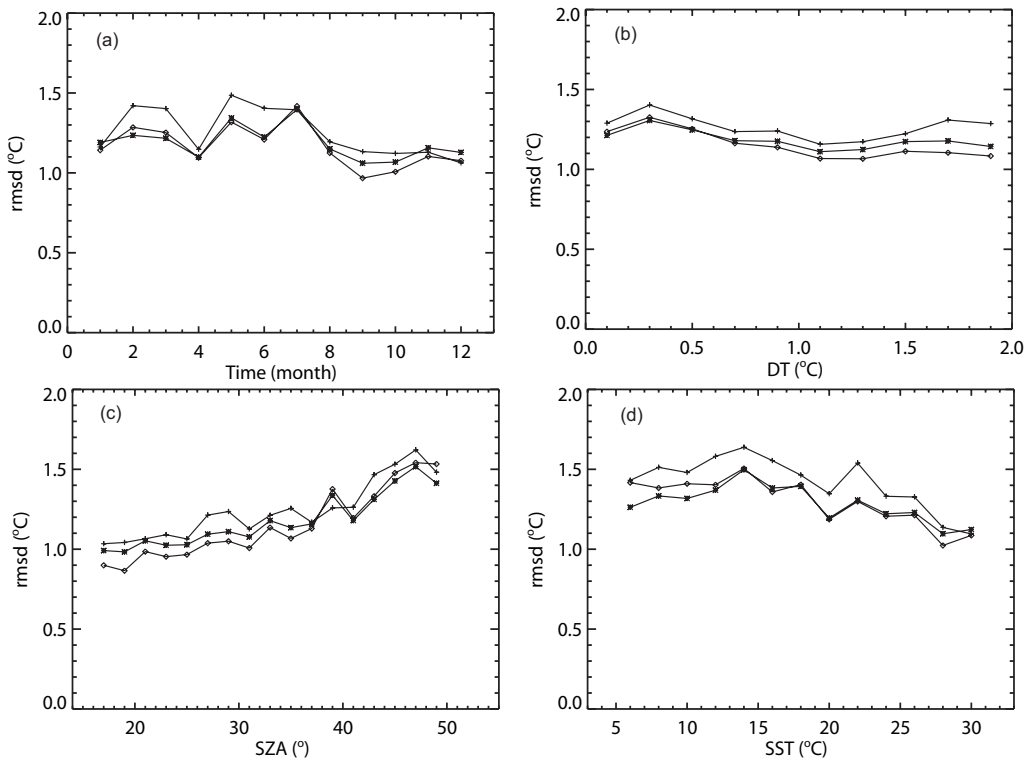 2.0
1.5
1.0
0.5
0.0
rmsd (°C)
(a)
0 2 4 6 8 10 12
Time (month)
2.0
1.5
1.0
0.5
0.0
rmsd (°C)
(b)
0.0 0.5 1.0 1.5 2.0
DT (°C)
2.0
1.5
1.0
0.5
0.0
rmsd (°C)
(c)
20 31 40 50
SZA (°)
2.0
1.5
1.0
0.5
0.0
rmsd (°C)
(d)
5 10 15 20 25 30
SST (°C)